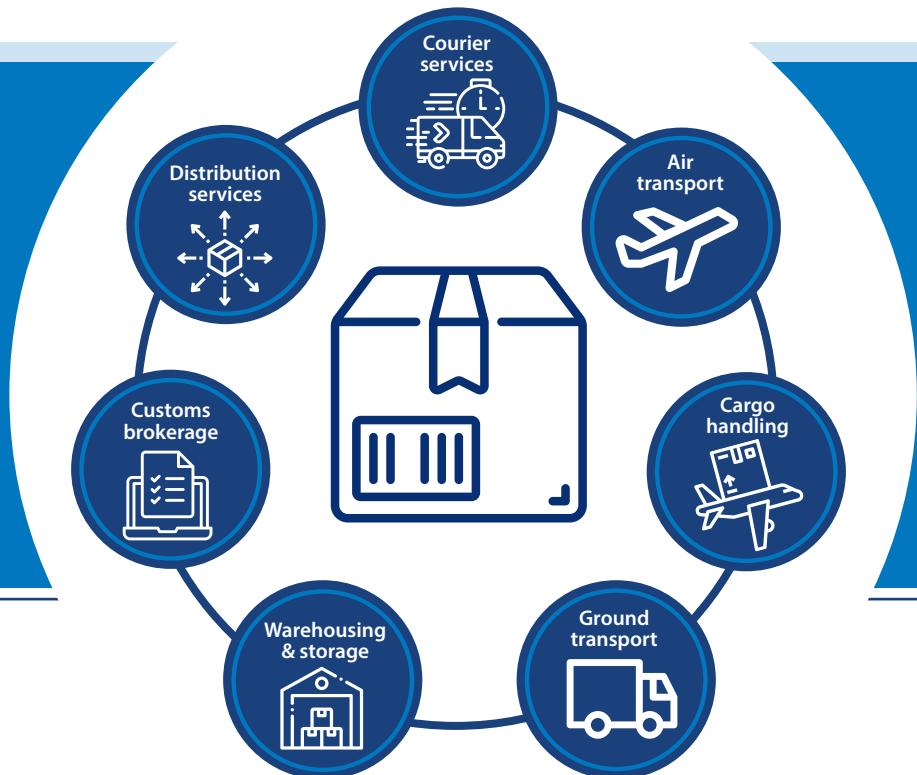 Courier
services
Air
transport
Cargo
handling
Ground
transport
Warehousing
& storage
Customs
brokerage
Distribution
services